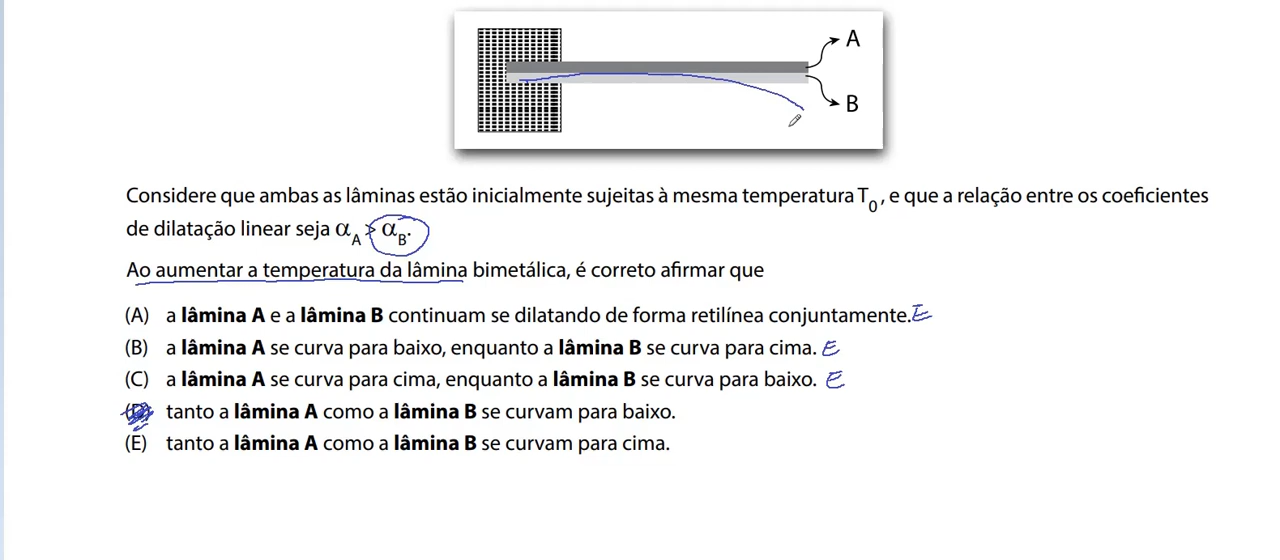 A
B
Considere que ambas as lâminas estão inicialmente sujeitas à mesma temperatura T₀, e que a relação entre os coeficientes
de dilatação linear seja α_A > α_B.
Ao aumentar a temperatura da lâmina bimetálica, é correto afirmar que
(A) a lâmina A e a lâmina B continuam se dilatando de forma retilínea conjuntamente. E
(B) a lâmina A se curva para baixo, enquanto a lâmina B se curva para cima. E
(C) a lâmina A se curva para cima, enquanto a lâmina B se curva para baixo. E
(D) tanto a lâmina A como a lâmina B se curvam para baixo.
(E) tanto a lâmina A como a lâmina B se curvam para cima.